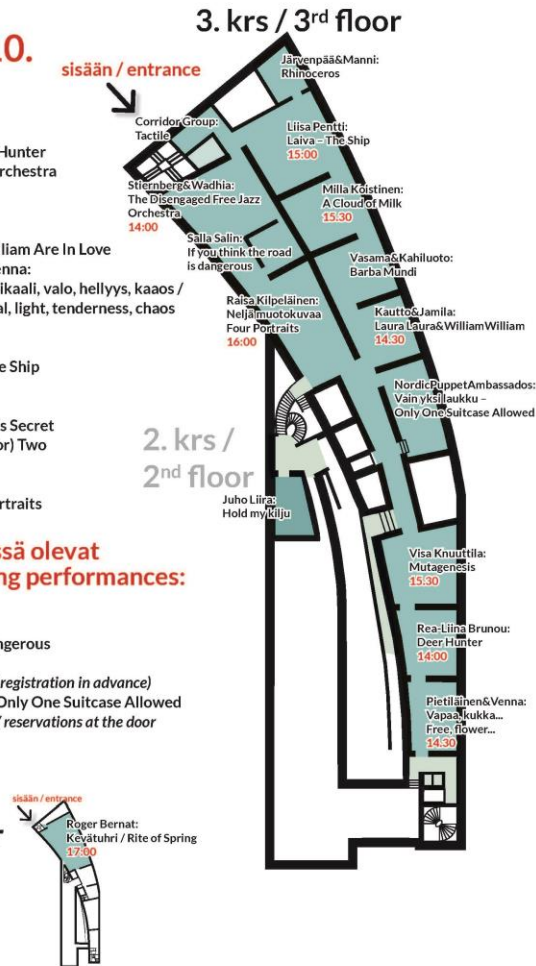 3. krs / 3rd floor
0.
sisään / entrance
Järvenpää&Manni:
Rhinoceros
Corridor Group:
Tactile
Liisa Pentti:
Laiva – The Ship
15:00
Hunter
rchestra
Stiernberg&Wadhia:
The Disengaged Free Jazz
Orchestra
14:00
Milla Koistinen:
A Cloud of Milk
15.30
Salla Salin:
If you think the road
is dangerous
Vasama&Kahiluoto:
Barba Mundi
lliam Are In Love
enna:
ikaali, valo, hellyys, kaaos /
al, light, tenderness, chaos
Raisa Kilpeläinen:
Neljä muotokuvaa
Four Portraits
16:00
Kautto&Jamila:
Laura Laura&WilliamWilliam
14.30
e Ship
NordicPuppetAmbassados:
Vain yksi laukku –
Only One Suitcase Allowed
s Secret
or) Two
2. krs /
2nd floor
rtraits
Juho Liira:
Hold my kilju
ssä olevat
ng performances:
Visa Knuuttila:
Mutagenesis
15.30
Rea-Liina Brunou:
Deer Hunter
14:00
ngerous
registration in advance)
Only One Suitcase Allowed
/ reservations at the door
Pietiläinen&Venna:
Vapaa, kukka...
Free, flower...
14.30
sisään / entrance
Roger Bernat:
Kevätuhri / Rite of Spring
17:00